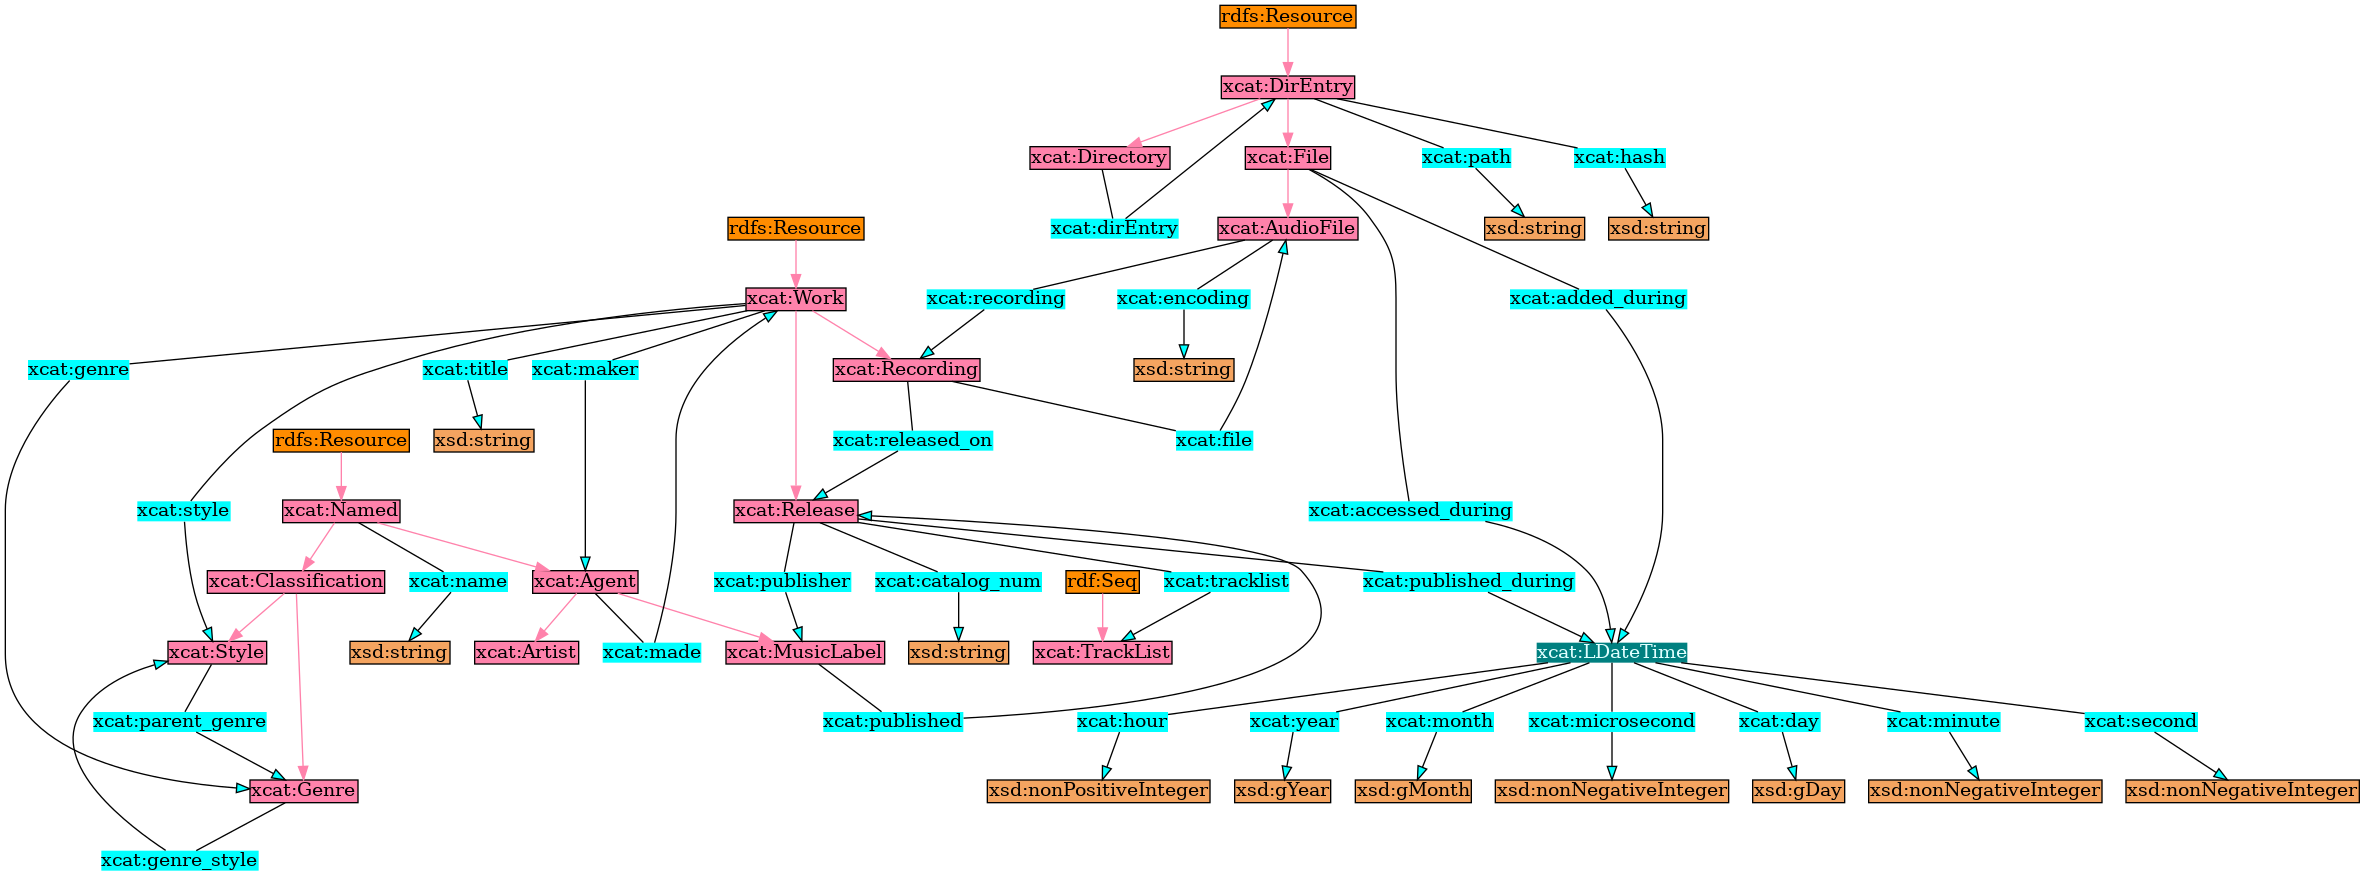 rdfs:Resource
xcat:DirEntry
xcat:Directory
xcat:File
xcat:path
xcat:hash
rdfs:Resource
xcat:dirEntry
xcat:AudioFile
xsd:string
xsd:string
xcat:Work
xcat:recording
xcat:encoding
xcat:added_during
xcat:genre
xcat:title
xcat:maker
xcat:Recording
xsd:string
rdfs:Resource
xsd:string
xcat:released_on
xcat:file
xcat:style
xcat:Named
xcat:Release
xcat:accessed_during
xcat:Classification
xcat:name
xcat:Agent
xcat:publisher
xcat:catalog_num
rdf:Seq
xcat:tracklist
xcat:published_during
xcat:Style
xsd:string
xcat:Artist
xcat:made
xcat:MusicLabel
xsd:string
xcat:TrackList
xcat:LDateTime
xcat:parent_genre
xcat:published
xcat:hour
xcat:year
xcat:month
xcat:microsecond
xcat:day
xcat:minute
xcat:second
xcat:Genre
xsd:nonPositiveInteger
xsd:gYear
xsd:gMonth
xsd:nonNegativeInteger
xsd:gDay
xsd:nonNegativeInteger
xsd:nonNegativeInteger
xcat:genre_style